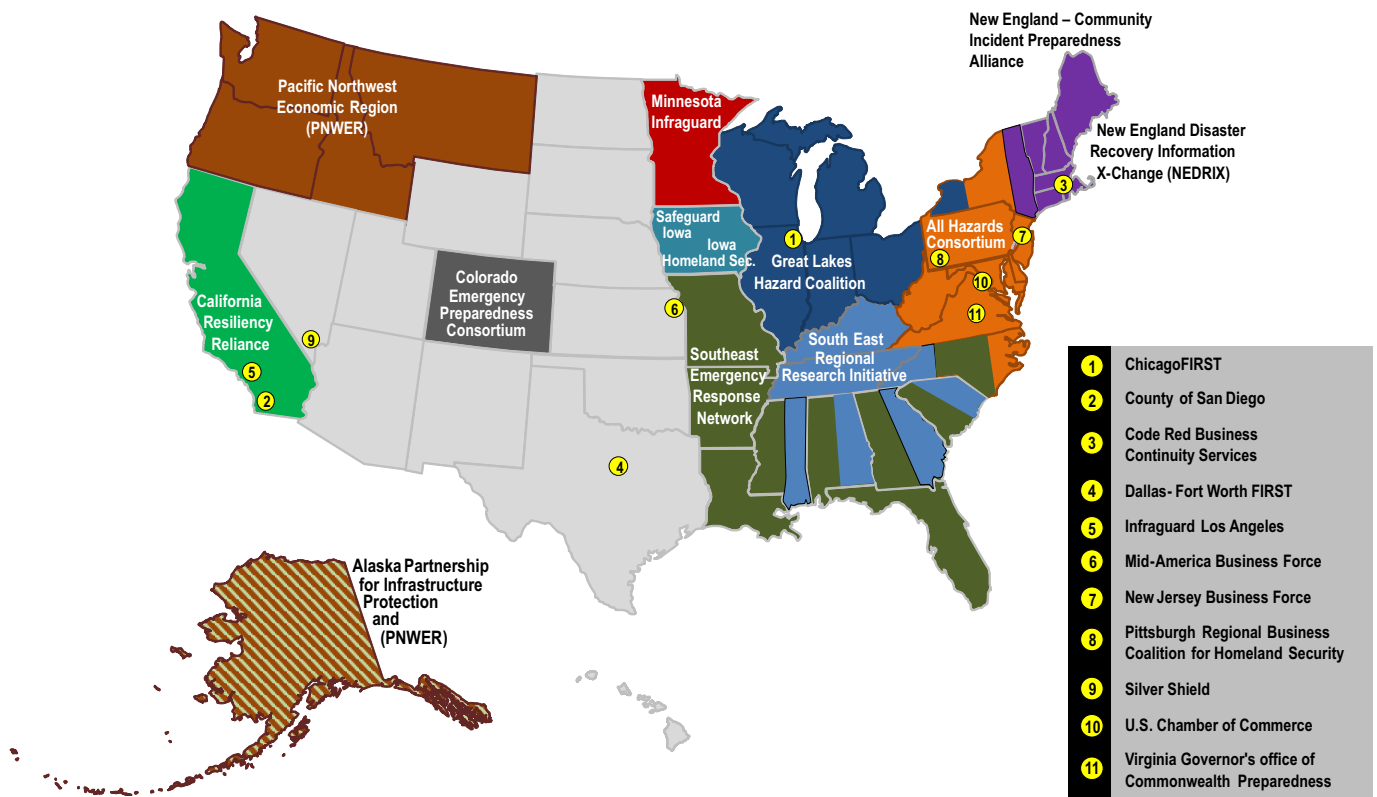 New England – Community
Incident Preparedness
Alliance
Pacific Northwest
Economic Region
(PNWER)
Minnesota
Infraguard
New England Disaster
Recovery Information
X-Change (NEDRIX)
3
Safeguard
Iowa
Iowa
Homeland Sec.
1
Great Lakes
Hazard Coalition
All Hazards
Consortium
7
8
10
11
Colorado
Emergency
Preparedness
Consortium
California
Resiliency
Reliance
9
5
2
6
South East
Regional
Research Initiative
Southeast
Emergency
Response
Network
4
Alaska Partnership
for Infrastructure
Protection
and
(PNWER)
1 ChicagoFIRST
2 County of San Diego
3 Code Red Business
Continuity Services
4 Dallas- Fort Worth FIRST
5 Infraguard Los Angeles
6 Mid-America Business Force
7 New Jersey Business Force
8 Pittsburgh Regional Business
Coalition for Homeland Security
9 Silver Shield
10 U.S. Chamber of Commerce
11 Virginia Governor's office of
Commonwealth Preparedness